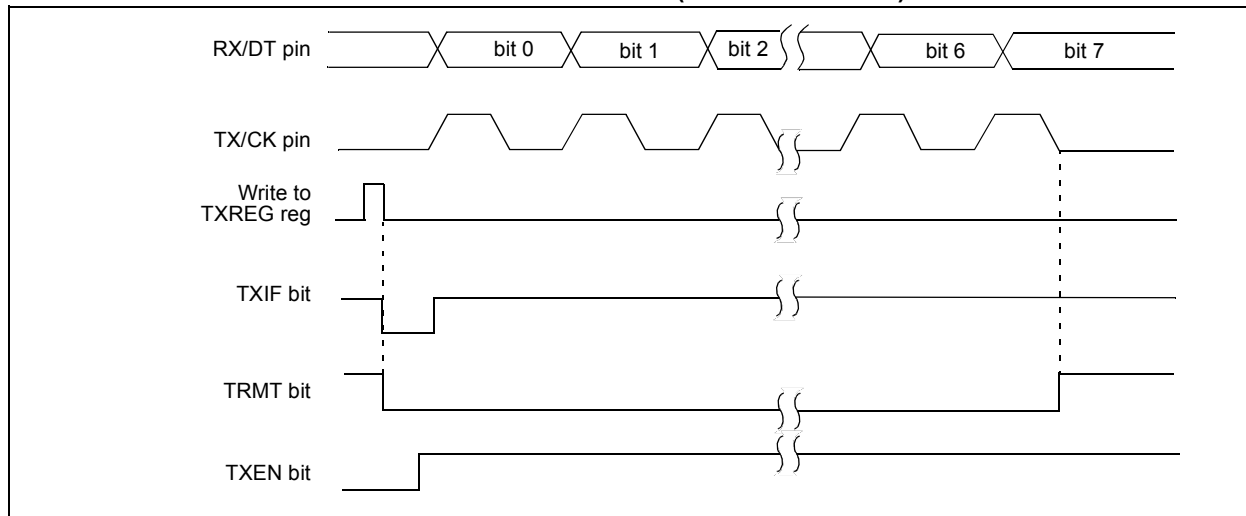 RX/DT pin
bit 0 bit 1 bit 2 bit 6 bit 7
TX/CK pin
Write to
TXREG reg
TXIF bit
TRMT bit
TXEN bit